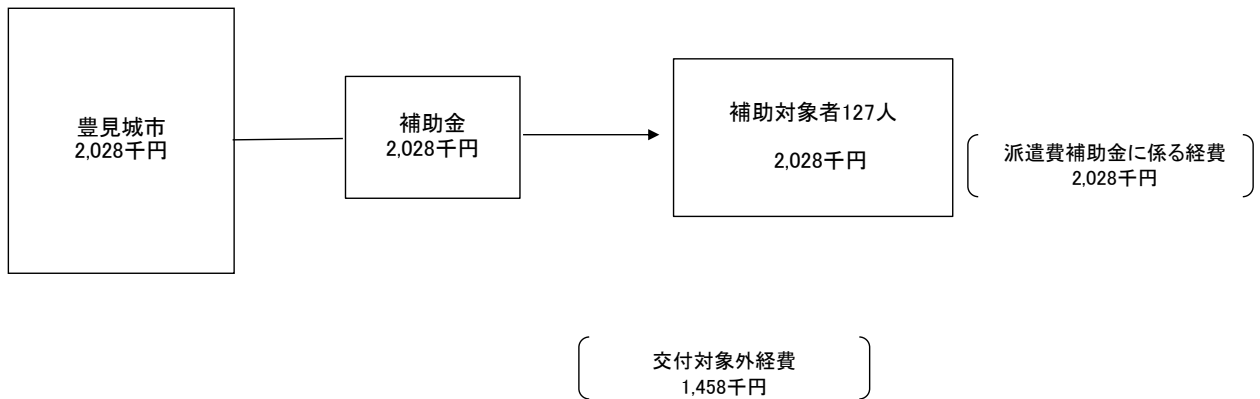 豊見城市
2,028千円
補助金
2,028千円
補助対象者127人
2,028千円
派遣費補助金に係る経費
2,028千円
交付対象外経費
1,458千円